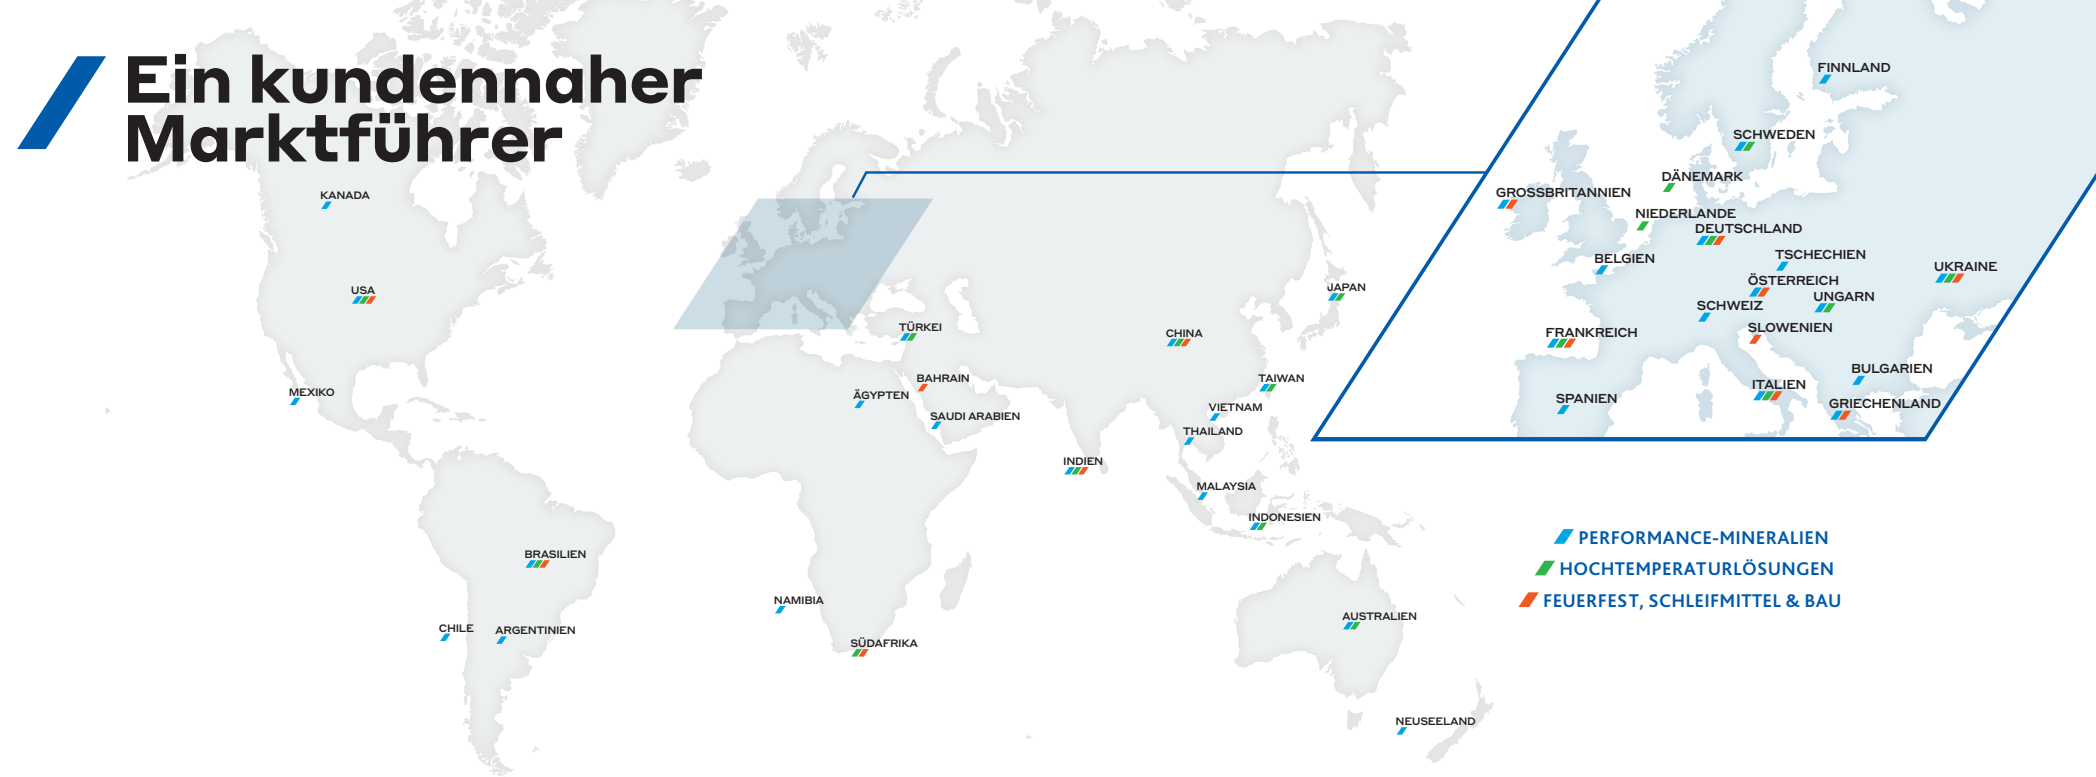 Ein kundennaher
Marktführer
KANADA
USA
MEXIKO
BRASILIEN
CHILE
ARGENTINIEN
TÜRKEI
BAHRAIN
ÄGYPTEN
SAUDI ARABIEN
NAMIBIA
SÜDAFRIKA
JAPAN
CHINA
TAIWAN
VIETNAM
THAILAND
INDIEN
MALAYSIA
INDONESIEN
AUSTRALIEN
NEUSEELAND
FINNLAND
SCHWEDEN
DÄNEMARK
GROSSBRITANNIEN
NIEDERLANDE
DEUTSCHLAND
BELGIEN
TSCHECHIEN
UKRAINE
ÖSTERREICH
UNGARN
SCHWEIZ
SLOWENIEN
FRANKREICH
BULGARIEN
ITALIEN
SPANIEN
GRIECHENLAND
PERFORMANCE-MINERALIEN
HOCHTEMPERATURLÖSUNGEN
FEUERFEST, SCHLEIFMITTEL & BAU